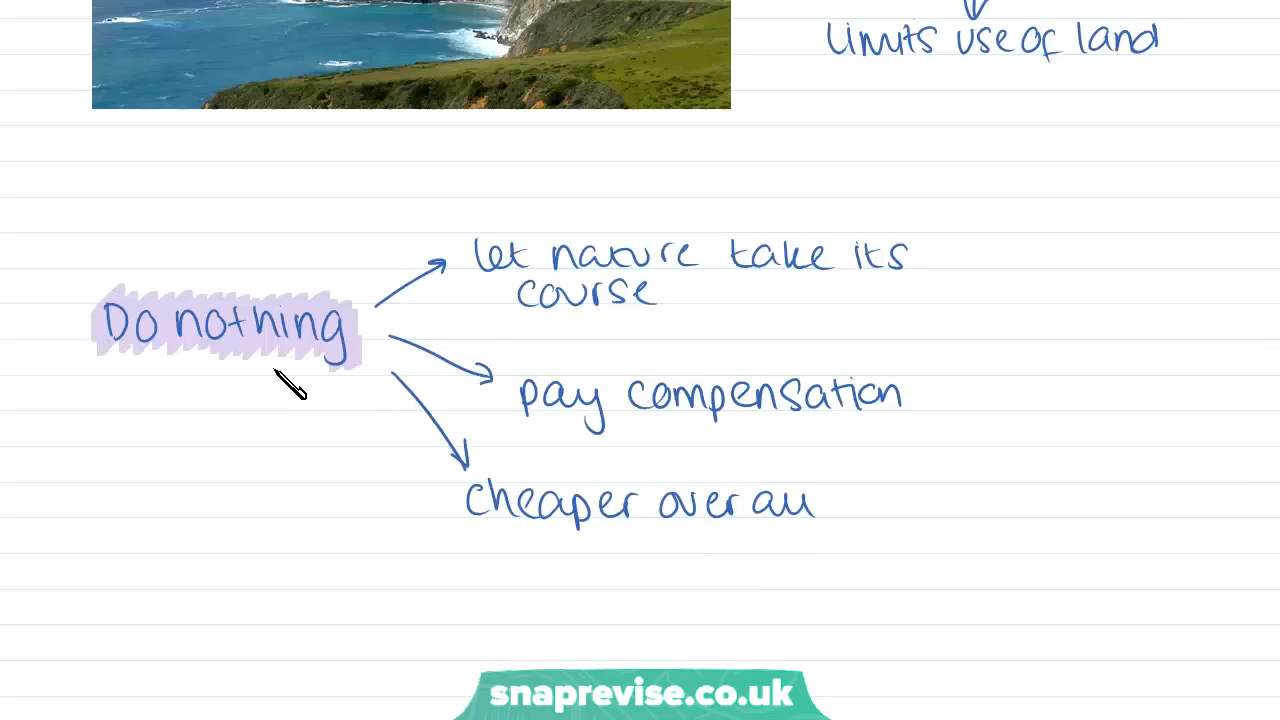 Limits use of land
let nature take its
course
Do nothing
pay compensation
cheaper overall
snaprevise.co.uk